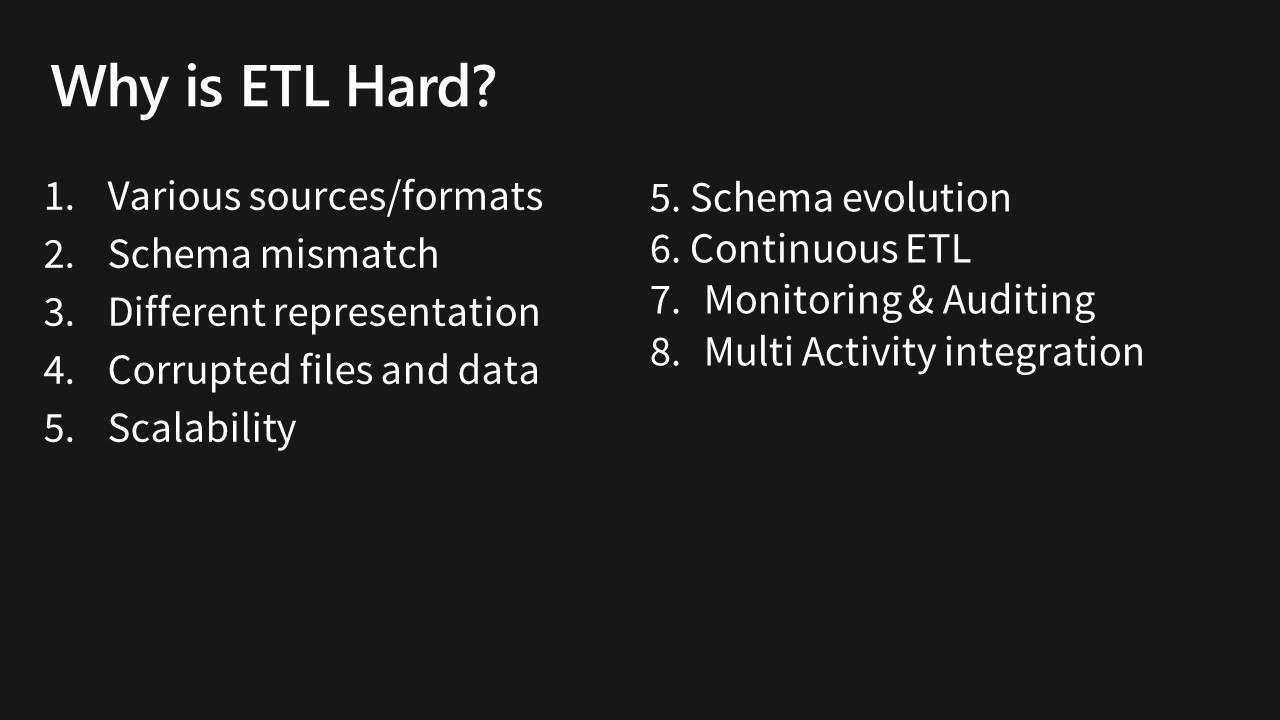 Why is ETL Hard?
1. Various sources/formats
2. Schema mismatch
3. Different representation
4. Corrupted files and data
5. Scalability
5. Schema evolution
6. Continuous ETL
7. Monitoring & Auditing
8. Multi Activity integration